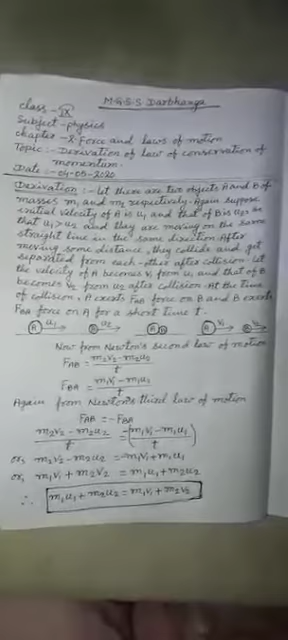 M.G.S.S Darbhanga
Class - IX
Subject - physics
chapter - X Force and laws of motion
Topic :- Derivation of law of conservation of
momentum.
Date :- 04-05-2020
Derivation :- Let there are two objects A and B of
masses m₁ and m₂ respectively. Again suppose
initial velocity of A is u₁ and that of B is u₂, so
that u₁ > u₂ and they are moving on the same
straight line in the same direction. After
moving some distance, they collide and get
separated from each other after collision. Let
the velocity of A becomes v₁ from u₁ and that of B
becomes v₂ from u₂ after collision. At the time
of collision, A exerts FAB force on B and B exerts
FBA force on A for a short time t.
A u₁ B u₂ A B A v₁ B v₂
Now from Newton's second law of motion
FAB = m₂v₂ - m₂u₂ / t
FBA = m₁v₁ - m₁u₁ / t
Again from Newton's third law of motion
FAB = -FBA
m₂v₂ - m₂u₂ / t = -(m₁v₁ - m₁u₁ / t)
or, m₂v₂ - m₂u₂ = -m₁v₁ + m₁u₁
or, m₁v₁ + m₂v₂ = m₁u₁ + m₂u₂
∴ m₁u₁ + m₂u₂ = m₁v₁ + m₂v₂